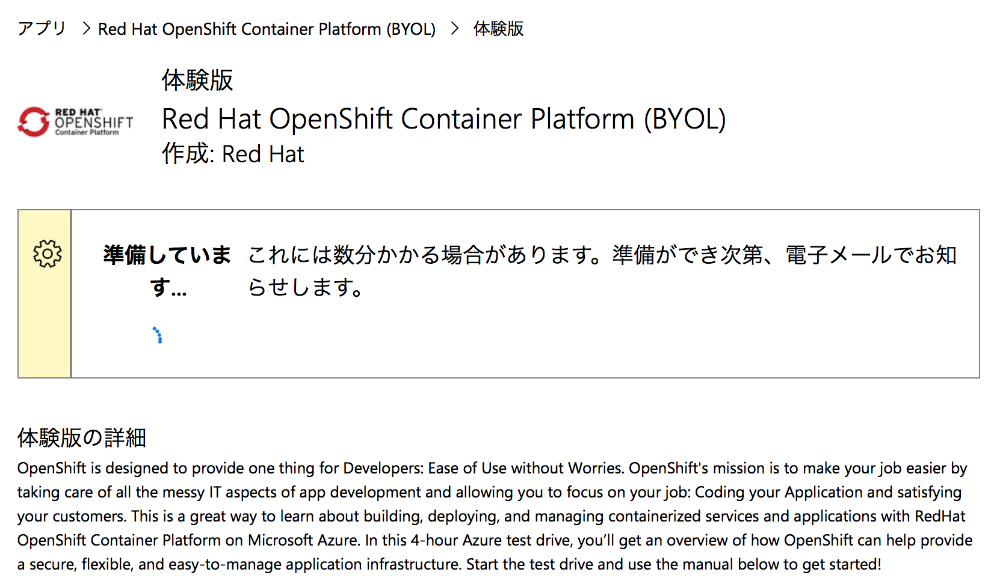 アプリ > Red Hat OpenShift Container Platform (BYOL) > 体験版
体験版
RED HAT
OPENSHIFT
Container Platform
Red Hat OpenShift Container Platform (BYOL)
作成: Red Hat
準備していま
す...
これには数分かかる場合があります。準備ができ次第、電子メールでお知
らせします。
体験版の詳細
OpenShift is designed to provide one thing for Developers: Ease of Use without Worries. OpenShift's mission is to make your job easier by
taking care of all the messy IT aspects of app development and allowing you to focus on your job: Coding your Application and satisfying
your customers. This is a great way to learn about building, deploying, and managing containerized services and applications with RedHat
OpenShift Container Platform on Microsoft Azure. In this 4-hour Azure test drive, you’ll get an overview of how OpenShift can help provide
a secure, flexible, and easy-to-manage application infrastructure. Start the test drive and use the manual below to get started!